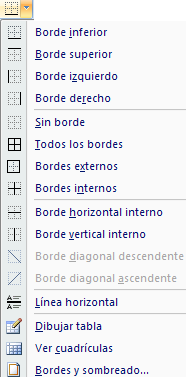 Borde inferior
Borde superior
Borde izquierdo
Borde derecho
Sin borde
Todos los bordes
Bordes externos
Bordes internos
Borde horizontal interno
Borde vertical interno
Borde diagonal descendente
Borde diagonal ascendente
Línea horizontal
Dibujar tabla
Ver cuadrículas
Bordes y sombreado...